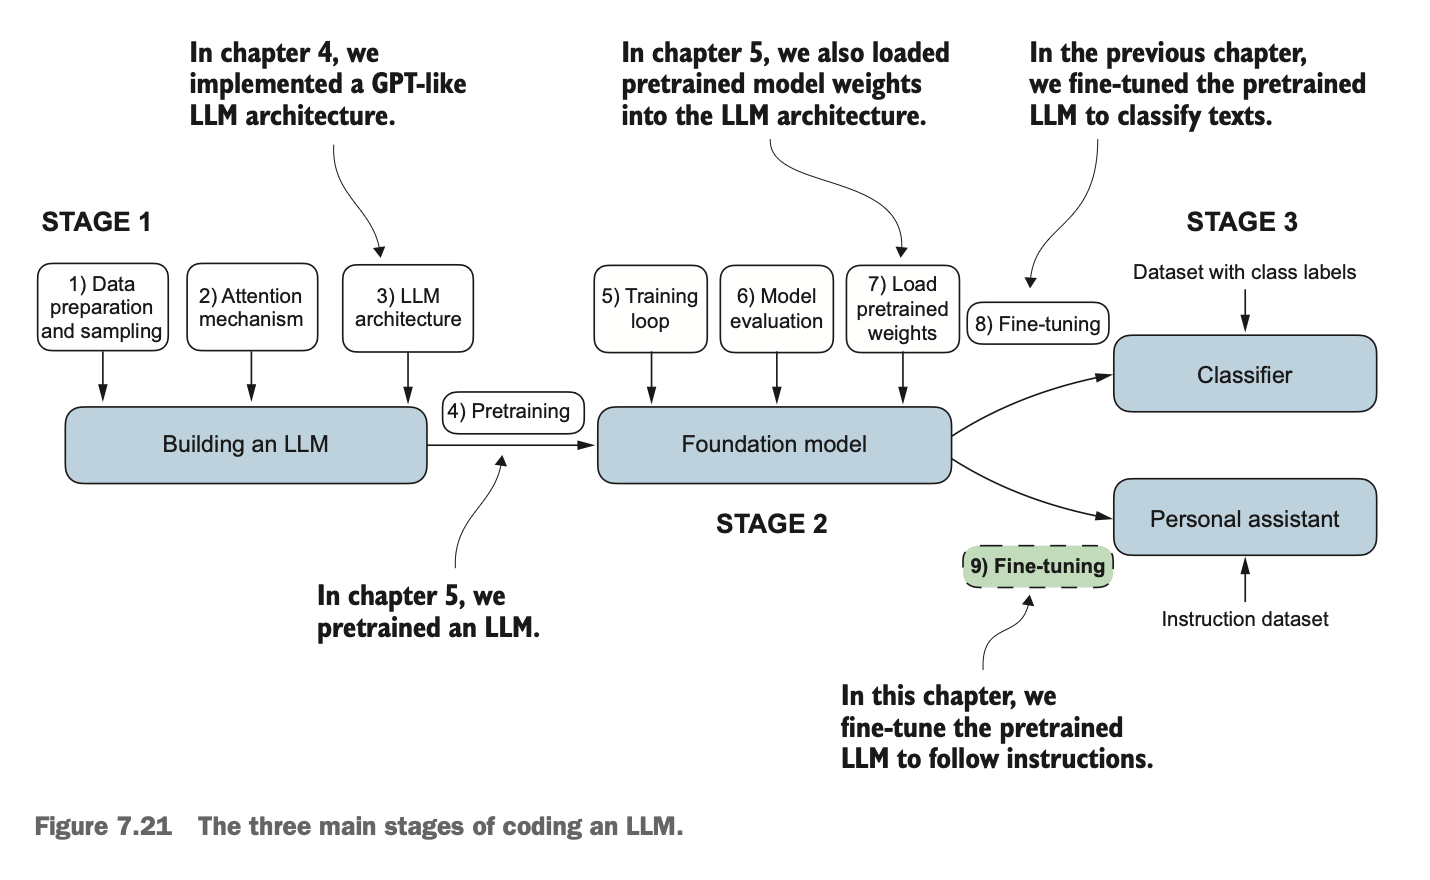 In chapter 4, we
implemented a GPT-like
LLM architecture.
In chapter 5, we also loaded
pretrained model weights
into the LLM architecture.
In the previous chapter,
we fine-tuned the pretrained
LLM to classify texts.
STAGE 1
STAGE 3
1) Data
preparation
and sampling
2) Attention
mechanism
3) LLM
architecture
5) Training
loop
6) Model
evaluation
7) Load
pretrained
weights
8) Fine-tuning
Dataset with class labels
Classifier
4) Pretraining
Building an LLM
Foundation model
STAGE 2
Personal assistant
9) Fine-tuning
Instruction dataset
In chapter 5, we
pretrained an LLM.
In this chapter, we
fine-tune the pretrained
LLM to follow instructions.
Figure 7.21 The three main stages of coding an LLM.